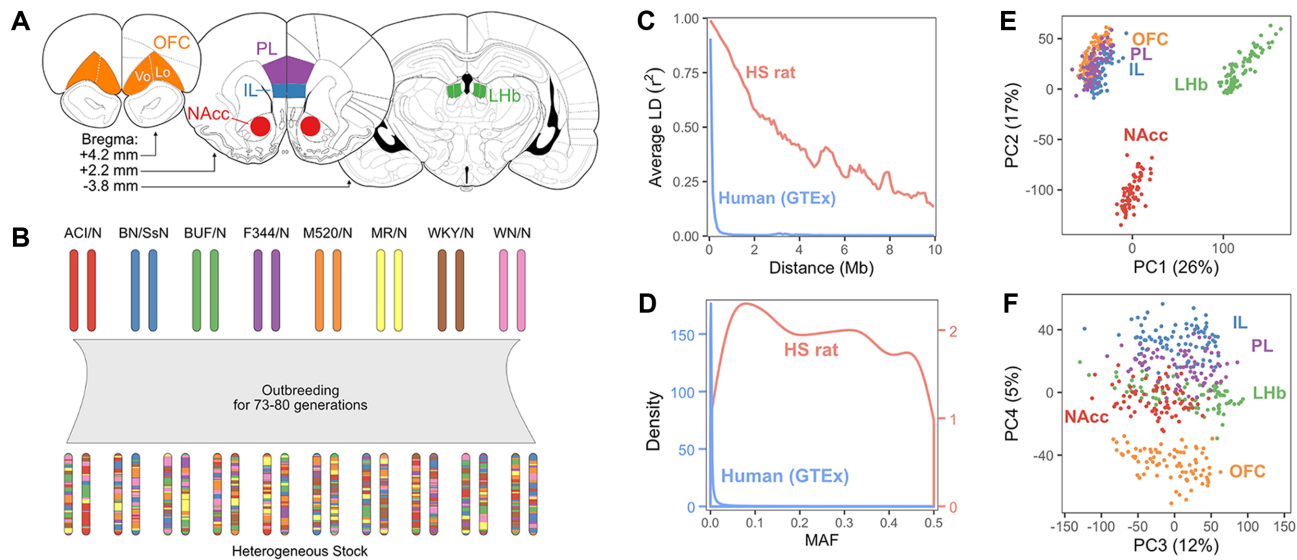 A
OFC
Vo
Lo
PL
IL
NAcc
LHb
Bregma:
+4.2 mm
+2.2 mm
-3.8 mm
B
ACI/N BN/SsN BUF/N F344/N M520/N MR/N WKY/N WN/N
Outbreeding
for 73-80 generations
Heterogeneous Stock
C
Average LD (r²)
1.00
0.75
0.50
0.25
0.00
HS rat
Human (GTEx)
0 2 4 6 8 10
Distance (Mb)
D
Density
150
100
50
0
HS rat
Human (GTEx)
2
1
0
0.0 0.1 0.2 0.3 0.4 0.5
MAF
E
PC2 (17%)
50
0
-50
-100
OFC
PL
IL
LHb
NAcc
0 100
PC1 (26%)
F
PC4 (5%)
40
0
-40
IL
PL
LHb
NAcc
OFC
-150 -100 -50 0 50 100 150
PC3 (12%)